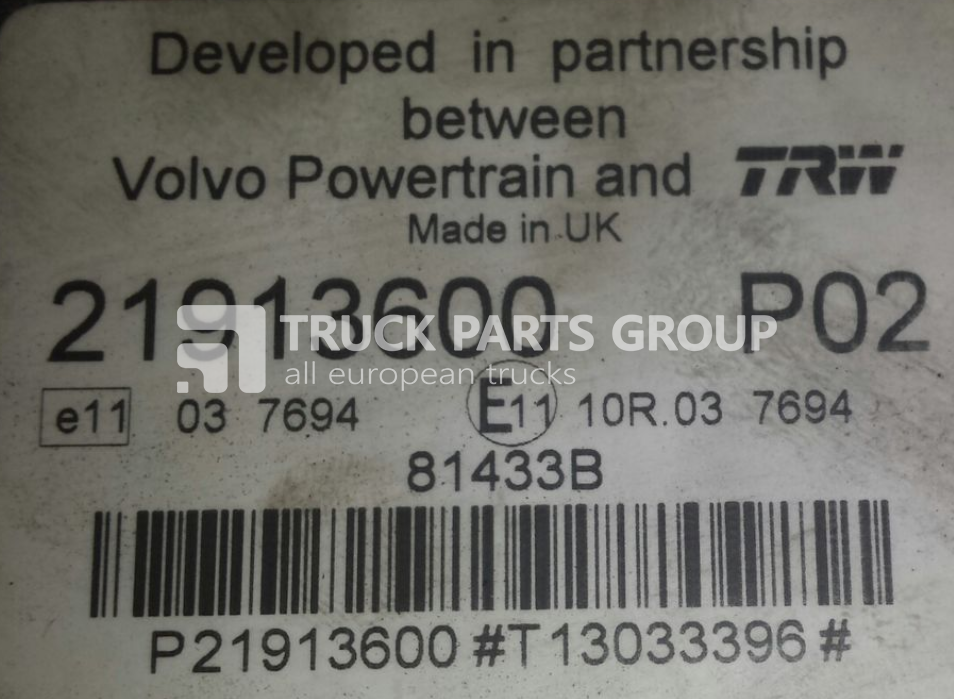 Developed in partnership
between
Volvo Powertrain and TRW
Made in UK
21913600 P02
TRUCK PARTS GROUP
all european trucks
e11 03 7694 E11 10R.03 7694
81433B
P21913600#T13033396#